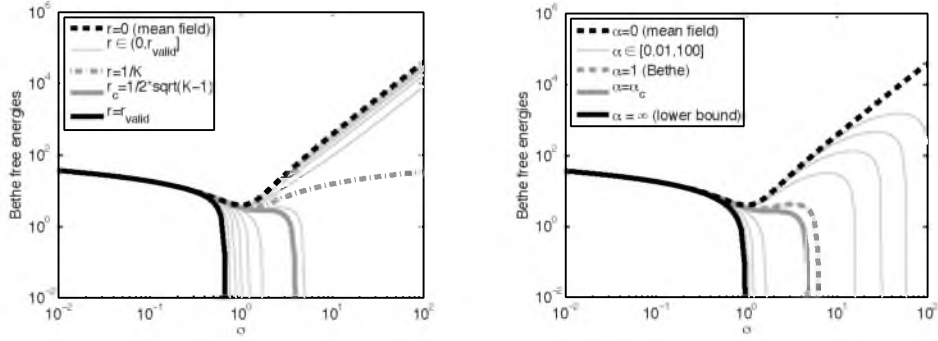 Bethe free energies
10^6
10^4
10^2
10^0
10^-2
r=0 (mean field)
r ∈ (0,r_valid]
r=1/K
r_c=1/2*sqrt(K−1)
r=r_valid
10^-2
10^-1
10^0
10^1
10^2
σ
Bethe free energies
10^6
10^4
10^2
10^0
10^-2
α=0 (mean field)
α ∈ [0,01,100]
α=1 (Bethe)
α=α_c
α = ∞ (lower bound)
10^-2
10^-1
10^0
10^1
σ